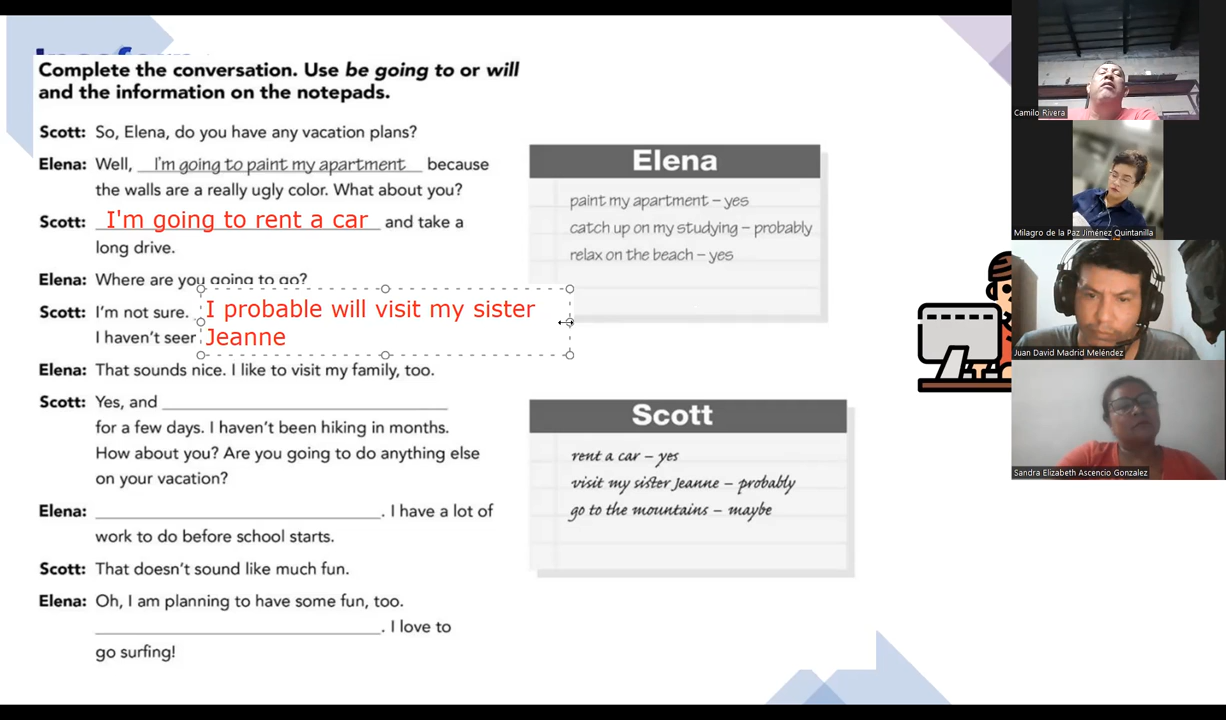 Complete the conversation. Use be going to or will
and the information on the notepads.
Scott: So, Elena, do you have any vacation plans?
Elena: Well, I'm going to paint my apartment because
the walls are a really ugly color. What about you?
Scott: I'm going to rent a car and take a
long drive.
Elena: Where are you going to go?
Scott: I'm not sure. I probable will visit my sister
I haven't seen Jeanne
Elena: That sounds nice. I like to visit my family, too.
Scott: Yes, and
for a few days. I haven't been hiking in months.
How about you? Are you going to do anything else
on your vacation?
Elena: . I have a lot of
work to do before school starts.
Scott: That doesn't sound like much fun.
Elena: Oh, I am planning to have some fun, too.
. I love to
go surfing!
Elena
paint my apartment – yes
catch up on my studying – probably
relax on the beach – yes
Scott
rent a car – yes
visit my sister Jeanne – probably
go to the mountains – maybe
Camilo Rivera
Milagro de la Paz Jiménez Quintanilla
Juan David Madrid Meléndez
Sandra Elizabeth Ascencio Gonzalez